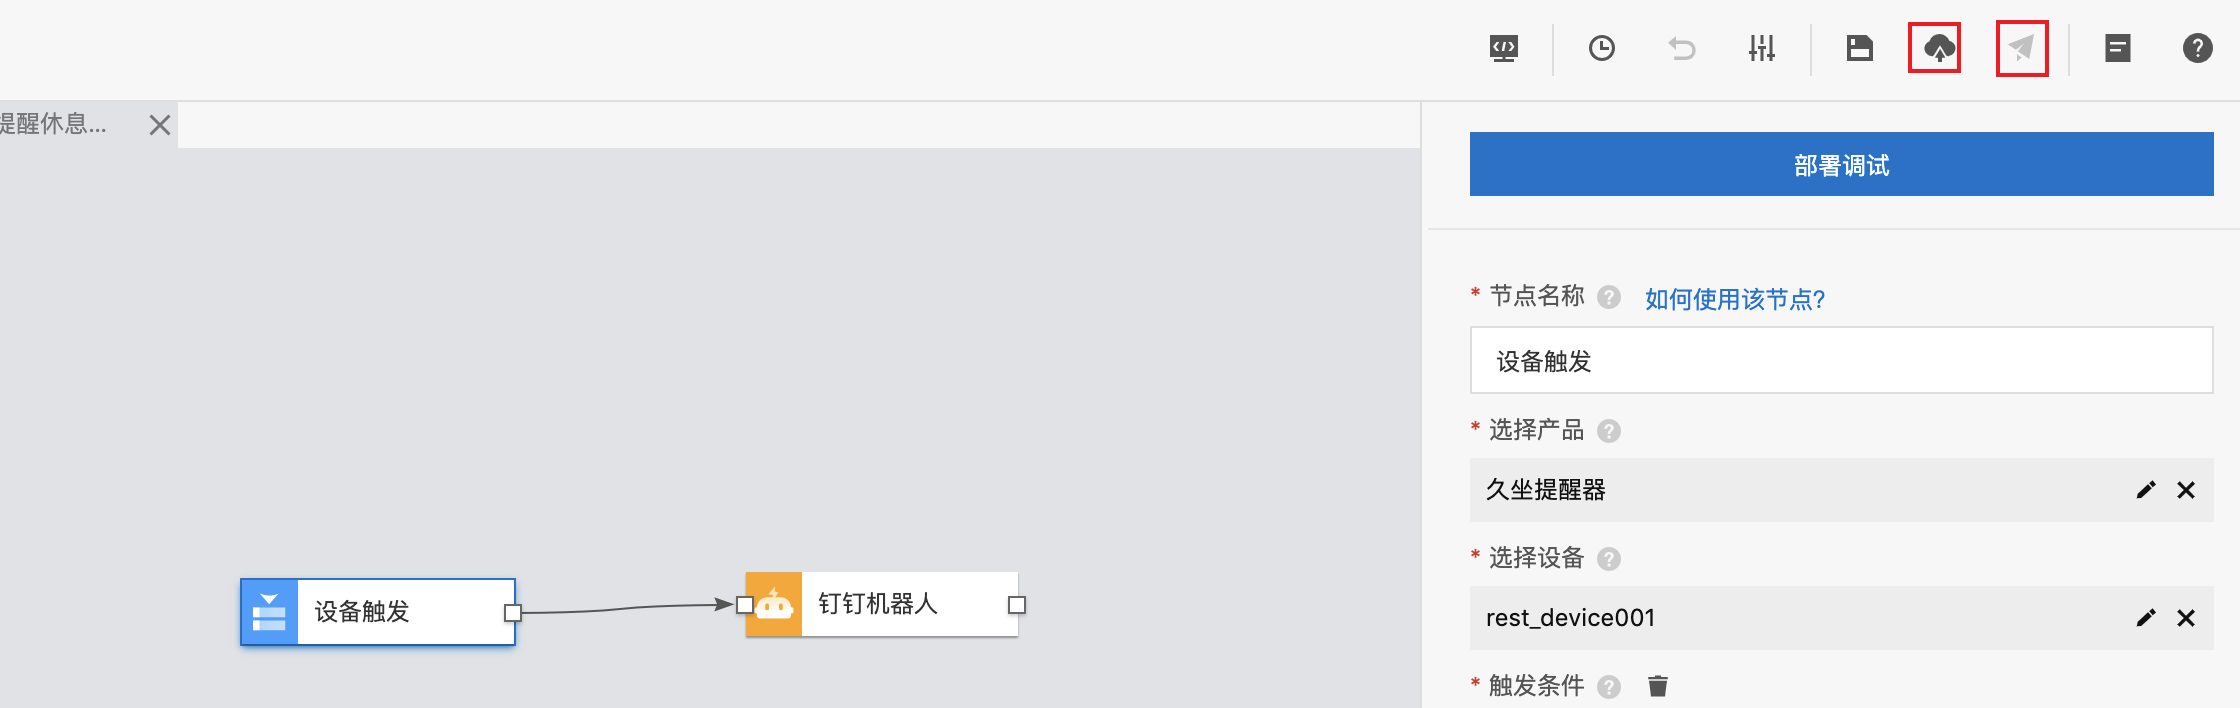 提醒休息...
部署调试
* 节点名称 ? 如何使用该节点?
设备触发
* 选择产品 ?
久坐提醒器
* 选择设备 ?
rest_device001
* 触发条件 ?
设备触发
钉钉机器人